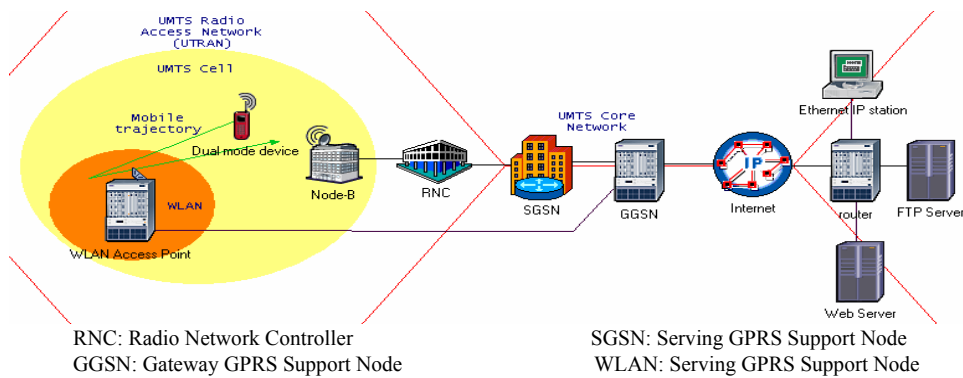 UMTS Radio
Access Network
(UTRAN)
UMTS Cell
Mobile
trajectory
Dual mode device
WLAN
WLAN Access Point
Node-B
RNC
UMTS Core
Network
SGSN
GGSN
IP
Internet
Ethernet IP station
router
FTP Server
Web Server
RNC: Radio Network Controller
SGSN: Serving GPRS Support Node
GGSN: Gateway GPRS Support Node
WLAN: Serving GPRS Support Node